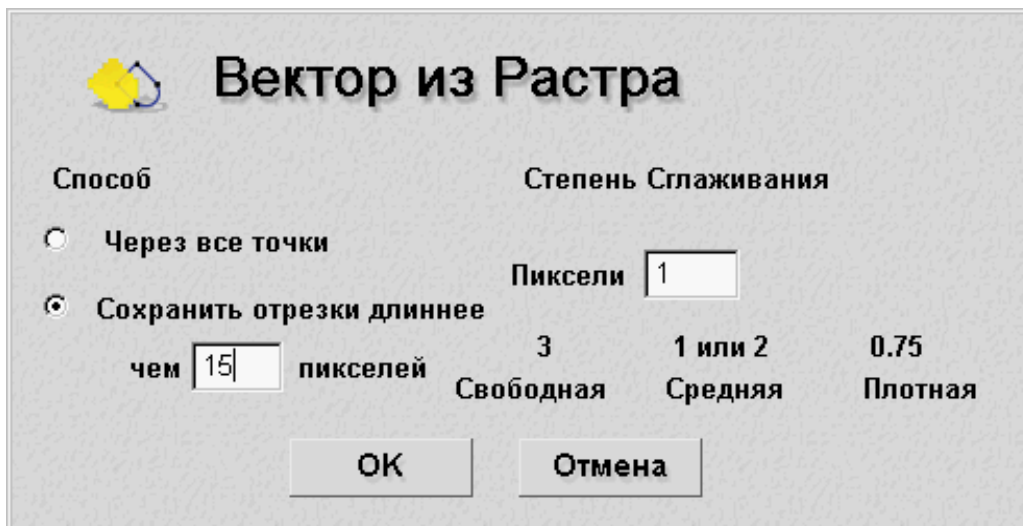 Вектор из Растра
Способ
Степень Сглаживания
Через все точки
Пиксели 1
Сохранить отрезки длиннее
чем 15 пикселей
3 1 или 2 0.75
Свободная Средняя Плотная
OK Отмена